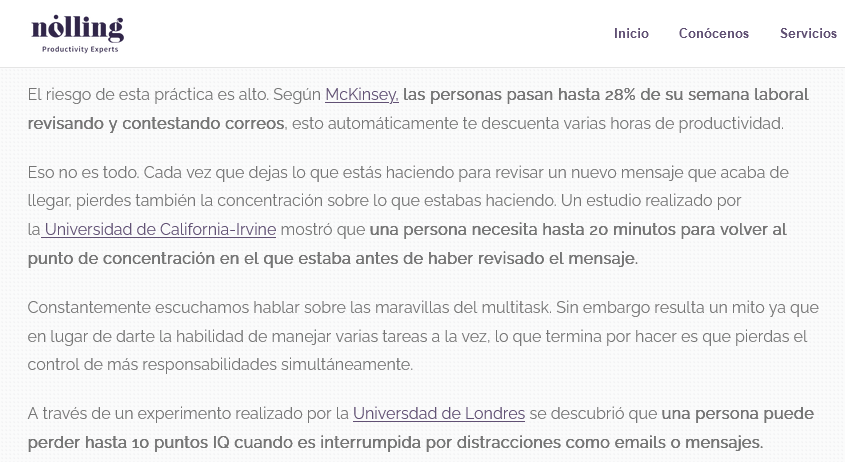 nölling
Productivity Experts
Inicio Conócenos Servicios
El riesgo de esta práctica es alto. Según McKinsey, las personas pasan hasta 28% de su semana laboral
revisando y contestando correos, esto automáticamente te descuenta varias horas de productividad.
Eso no es todo. Cada vez que dejas lo que estás haciendo para revisar un nuevo mensaje que acaba de
llegar, pierdes también la concentración sobre lo que estabas haciendo. Un estudio realizado por
la Universidad de California-Irvine mostró que una persona necesita hasta 20 minutos para volver al
punto de concentración en el que estaba antes de haber revisado el mensaje.
Constantemente escuchamos hablar sobre las maravillas del multitask. Sin embargo resulta un mito ya que
en lugar de darte la habilidad de manejar varias tareas a la vez, lo que termina por hacer es que pierdas el
control de más responsabilidades simultáneamente.
A través de un experimento realizado por la Universdad de Londres se descubrió que una persona puede
perder hasta 10 puntos IQ cuando es interrumpida por distracciones como emails o mensajes.